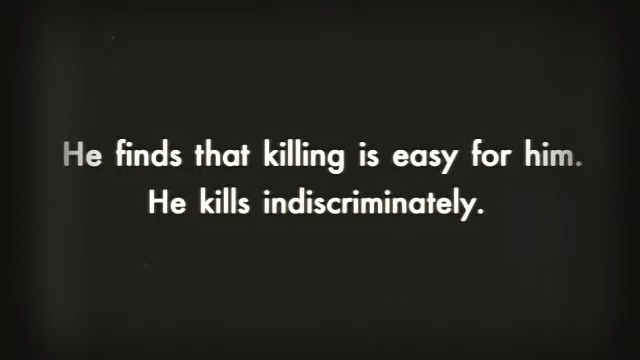 He finds that killing is easy for him.
He kills indiscriminately.